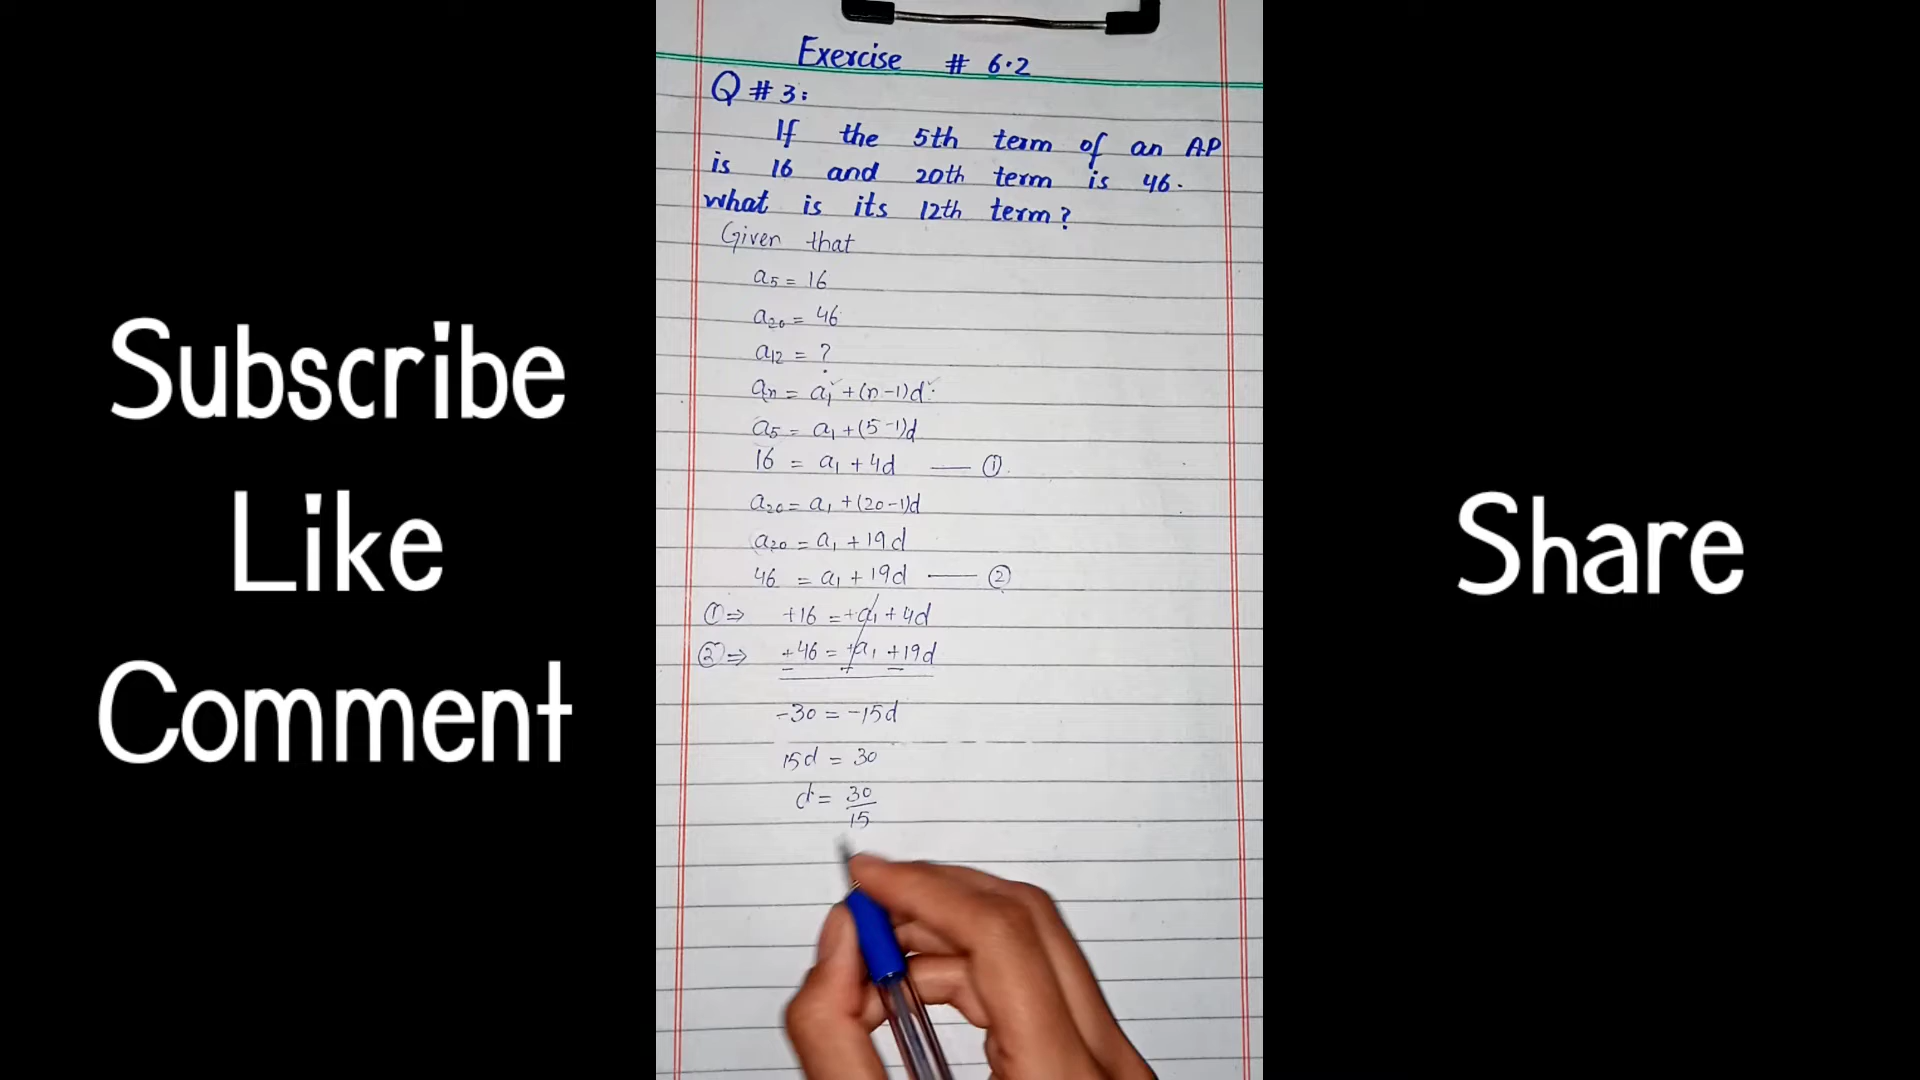 Subscribe
Like
Comment
Exercise # 6.2
Q # 3:
If the 5th term of an A.P
is 16 and 20th term is 46.
what is its 12th term?
Given that
a5 = 16
a20 = 46
a12 = ?
an = a1 + (n-1)d
a5 = a1 + (5-1)d
16 = a1 + 4d —— ①
a20 = a1 + (20-1)d
a20 = a1 + 19d
46 = a1 + 19d —— ②
①⇒ +16 = +a1 + 4d
②⇒ +46 = +a1 + 19d
- + -
-30 = -15d
15d = 30
d = 30
15
Share